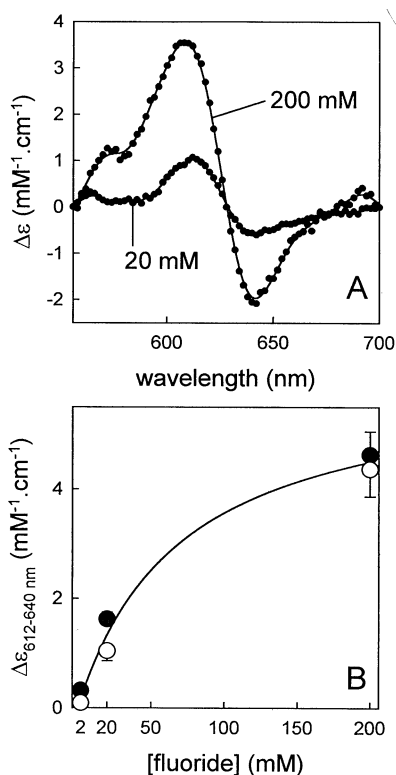 4
3
2
1
0
-1
-2
Δε (mM⁻¹.cm⁻¹)
200 mM
20 mM
A
600 650 700
wavelength (nm)
4
2
0
Δε₆₁₂₋₆₄₀ ₙₘ (mM⁻¹.cm⁻¹)
B
2 20 50 100 150 200
[fluoride] (mM)